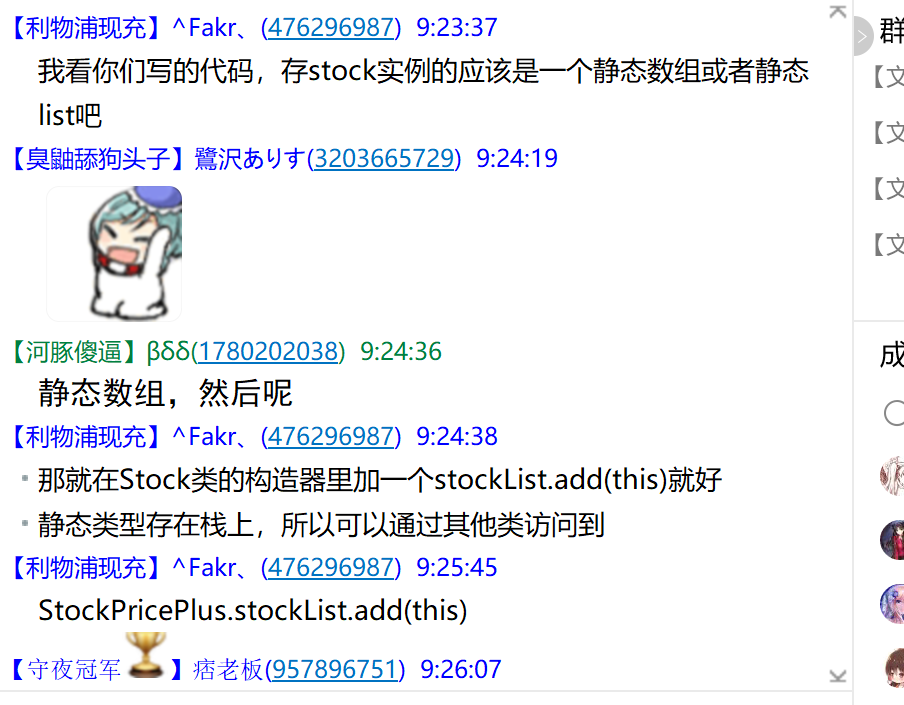 【利物浦现充】^Fakr、(476296987) 9:23:37
我看你们写的代码，存stock实例的应该是一个静态数组或者静态
list吧
【臭鼬舔狗头子】鷺沢ありす(3203665729) 9:24:19
【河豚傻逼】βδδ(1780202038) 9:24:36
静态数组，然后呢
【利物浦现充】^Fakr、(476296987) 9:24:38
那就在Stock类的构造器里加一个stockList.add(this)就好
静态类型存在栈上，所以可以通过其他类访问到
【利物浦现充】^Fakr、(476296987) 9:25:45
StockPricePlus.stockList.add(this)
【守夜冠军🏆】痞老板(957896751) 9:26:07
群
【文
【文
【文
【文
成